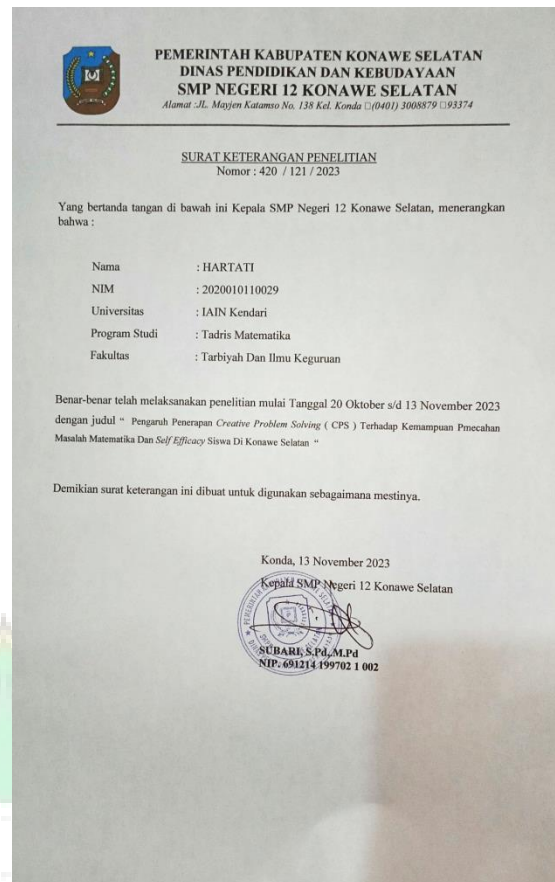 PEMERINTAH KABUPATEN KONAWE SELATAN
DINAS PENDIDIKAN DAN KEBUDAYAAN
SMP NEGERI 12 KONAWE SELATAN
Alamat :JL. Mayjen Katamso No. 138 Kel. Konda □(0401) 3008879 □93374
SURAT KETERANGAN PENELITIAN
Nomor : 420 / 121 / 2023
Yang bertanda tangan di bawah ini Kepala SMP Negeri 12 Konawe Selatan, menerangkan
bahwa :
Nama : HARTATI
NIM : 2020010110029
Universitas : IAIN Kendari
Program Studi : Tadris Matematika
Fakultas : Tarbiyah Dan Ilmu Keguruan
Benar-benar telah melaksanakan penelitian mulai Tanggal 20 Oktober s/d 13 November 2023
dengan judul “ Pengaruh Penerapan Creative Problem Solving ( CPS ) Terhadap Kemampuan Pmecahan
Masalah Matematika Dan Self Efficacy Siswa Di Konawe Selatan “
Demikian surat keterangan ini dibuat untuk digunakan sebagaimana mestinya.
Konda, 13 November 2023
Kepala SMP Negeri 12 Konawe Selatan
SUBARI, S.Pd,.M.Pd
NIP. 691214 199702 1 002